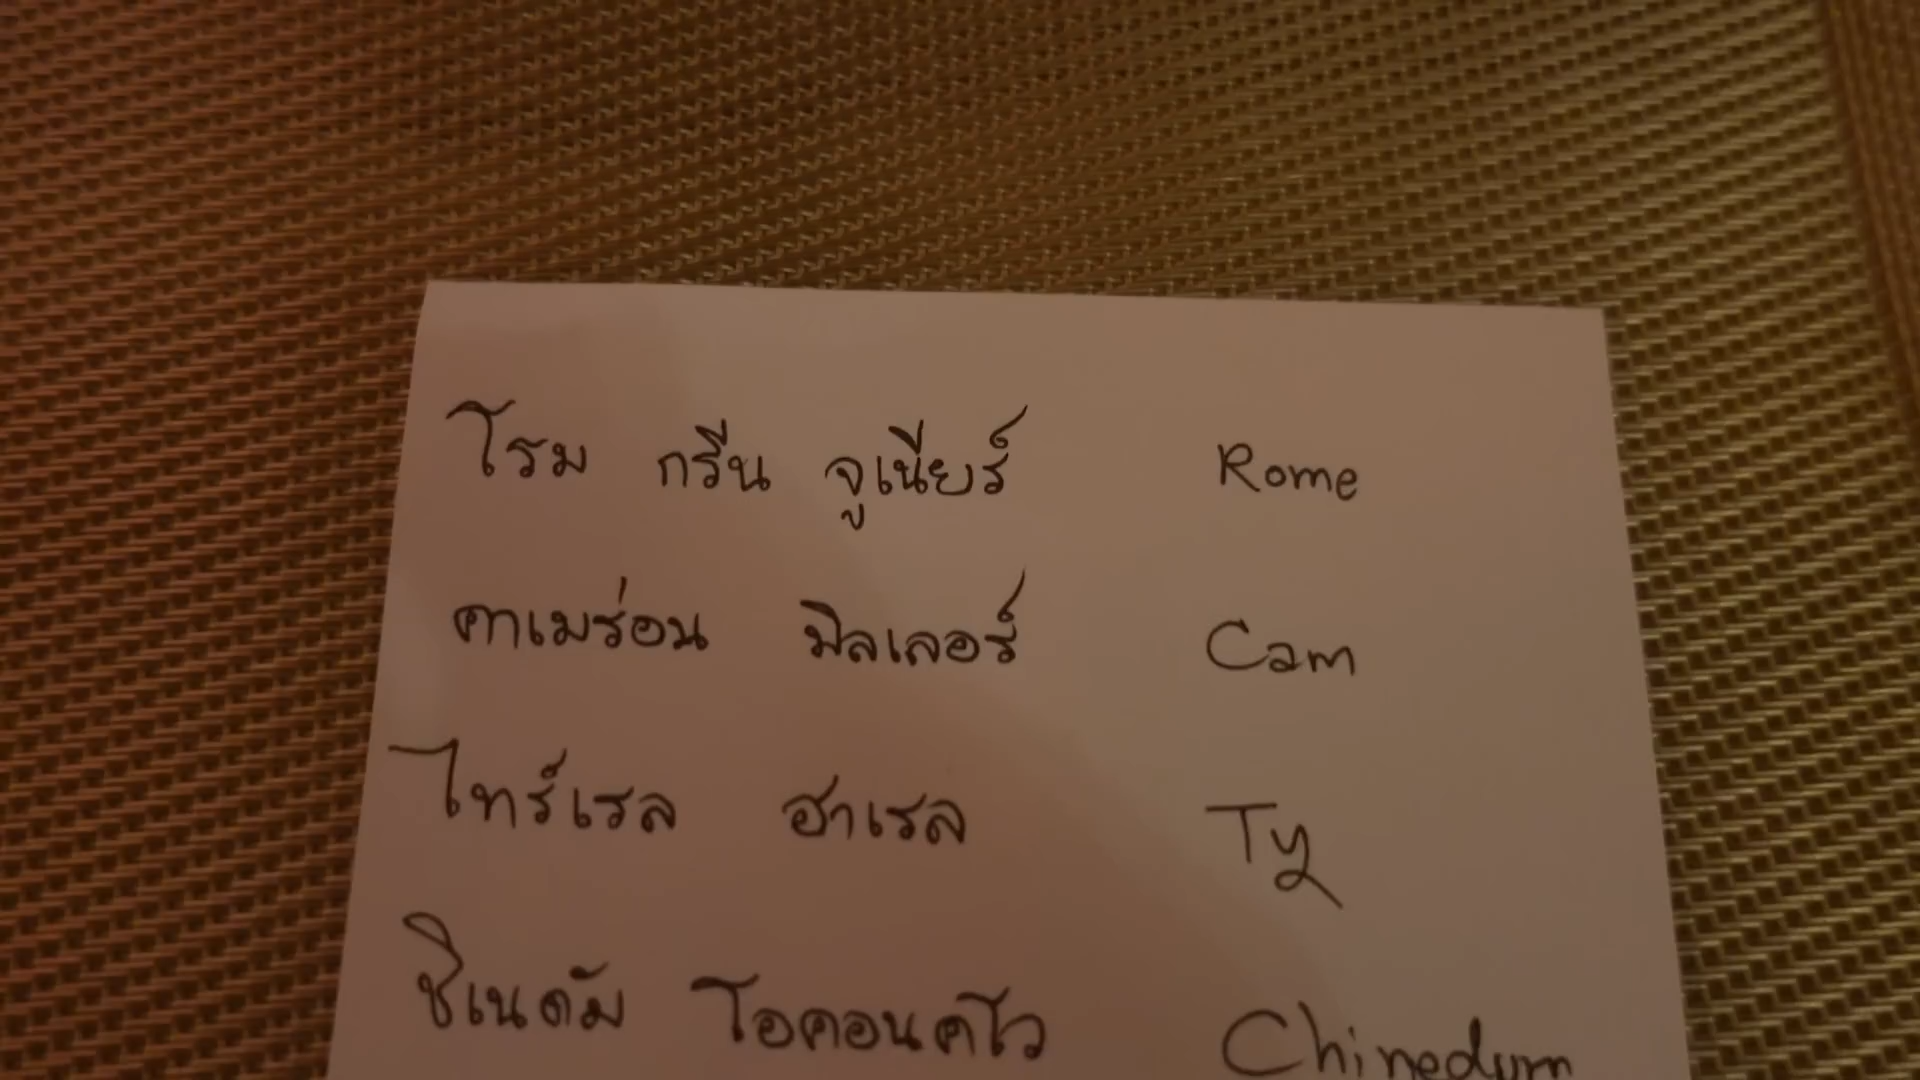 โรม กรีน จูเนียร์ Rome
คาเมร่อน มิลเลอร์ Cam
ไทร์เรล ฮาเรล Ty
ชิเนดัม โอคอนคโว Chinedum